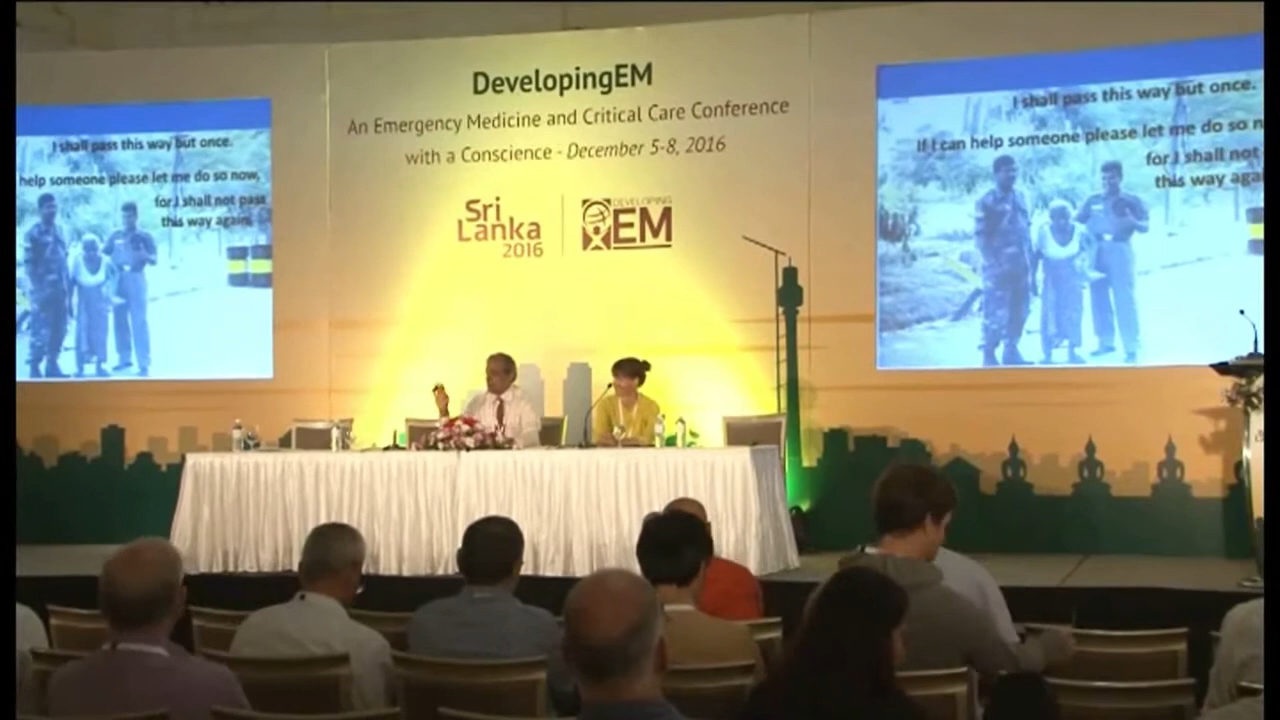 DevelopingEM
An Emergency Medicine and Critical Care Conference
with a Conscience - December 5-8, 2016
Sri
Lanka
2016
DEVELOPING
EM
I shall pass this way but once.
help someone please let me do so now,
for I shall not pass
this way again.
I shall pass this way but once.
If I can help someone please let me do so n
for I shall not
this way aga